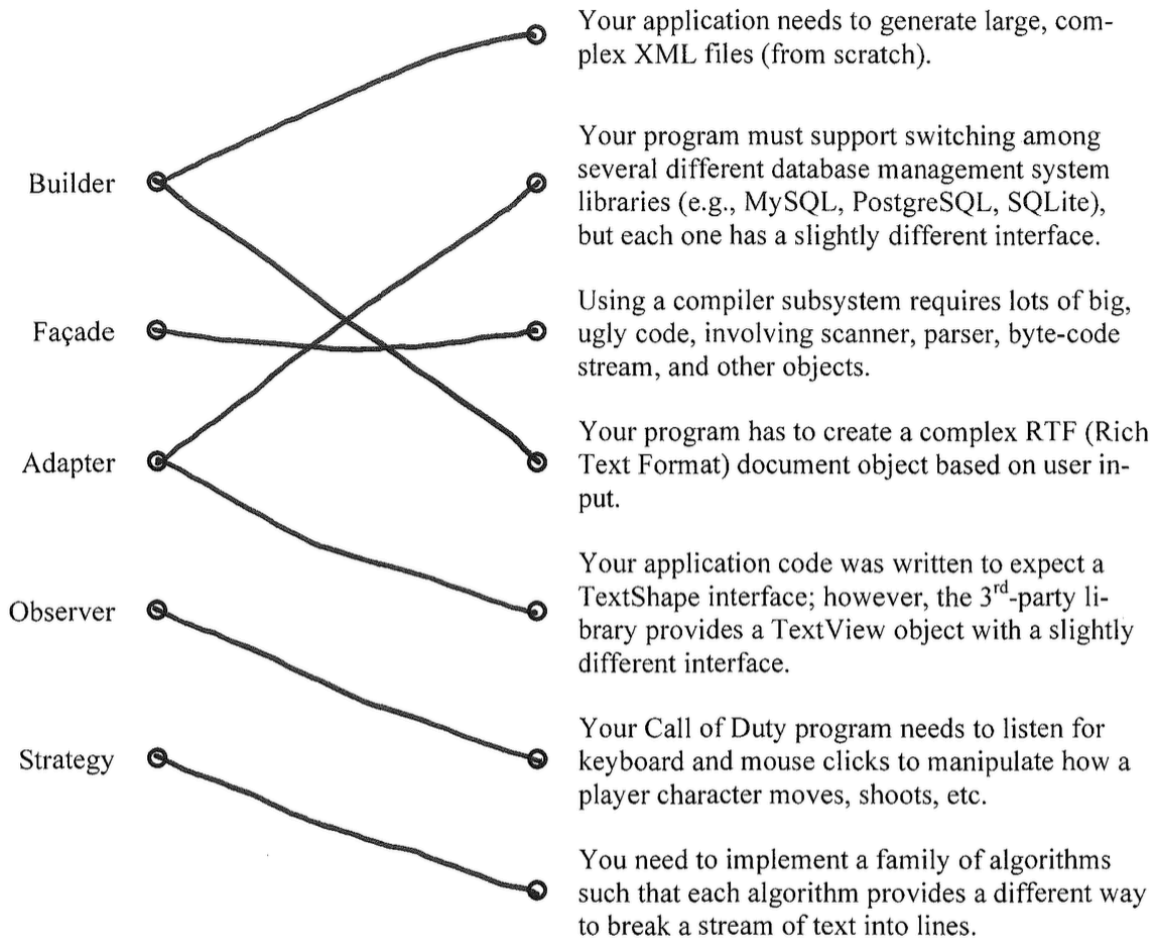 Your application needs to generate large, com-
plex XML files (from scratch).
Builder
Your program must support switching among
several different database management system
libraries (e.g., MySQL, PostgreSQL, SQLite),
but each one has a slightly different interface.
Façade
Using a compiler subsystem requires lots of big,
ugly code, involving scanner, parser, byte-code
stream, and other objects.
Adapter
Your program has to create a complex RTF (Rich
Text Format) document object based on user in-
put.
Observer
Your application code was written to expect a
TextShape interface; however, the 3rd-party li-
brary provides a TextView object with a slightly
different interface.
Strategy
Your Call of Duty program needs to listen for
keyboard and mouse clicks to manipulate how a
player character moves, shoots, etc.
You need to implement a family of algorithms
such that each algorithm provides a different way
to break a stream of text into lines.